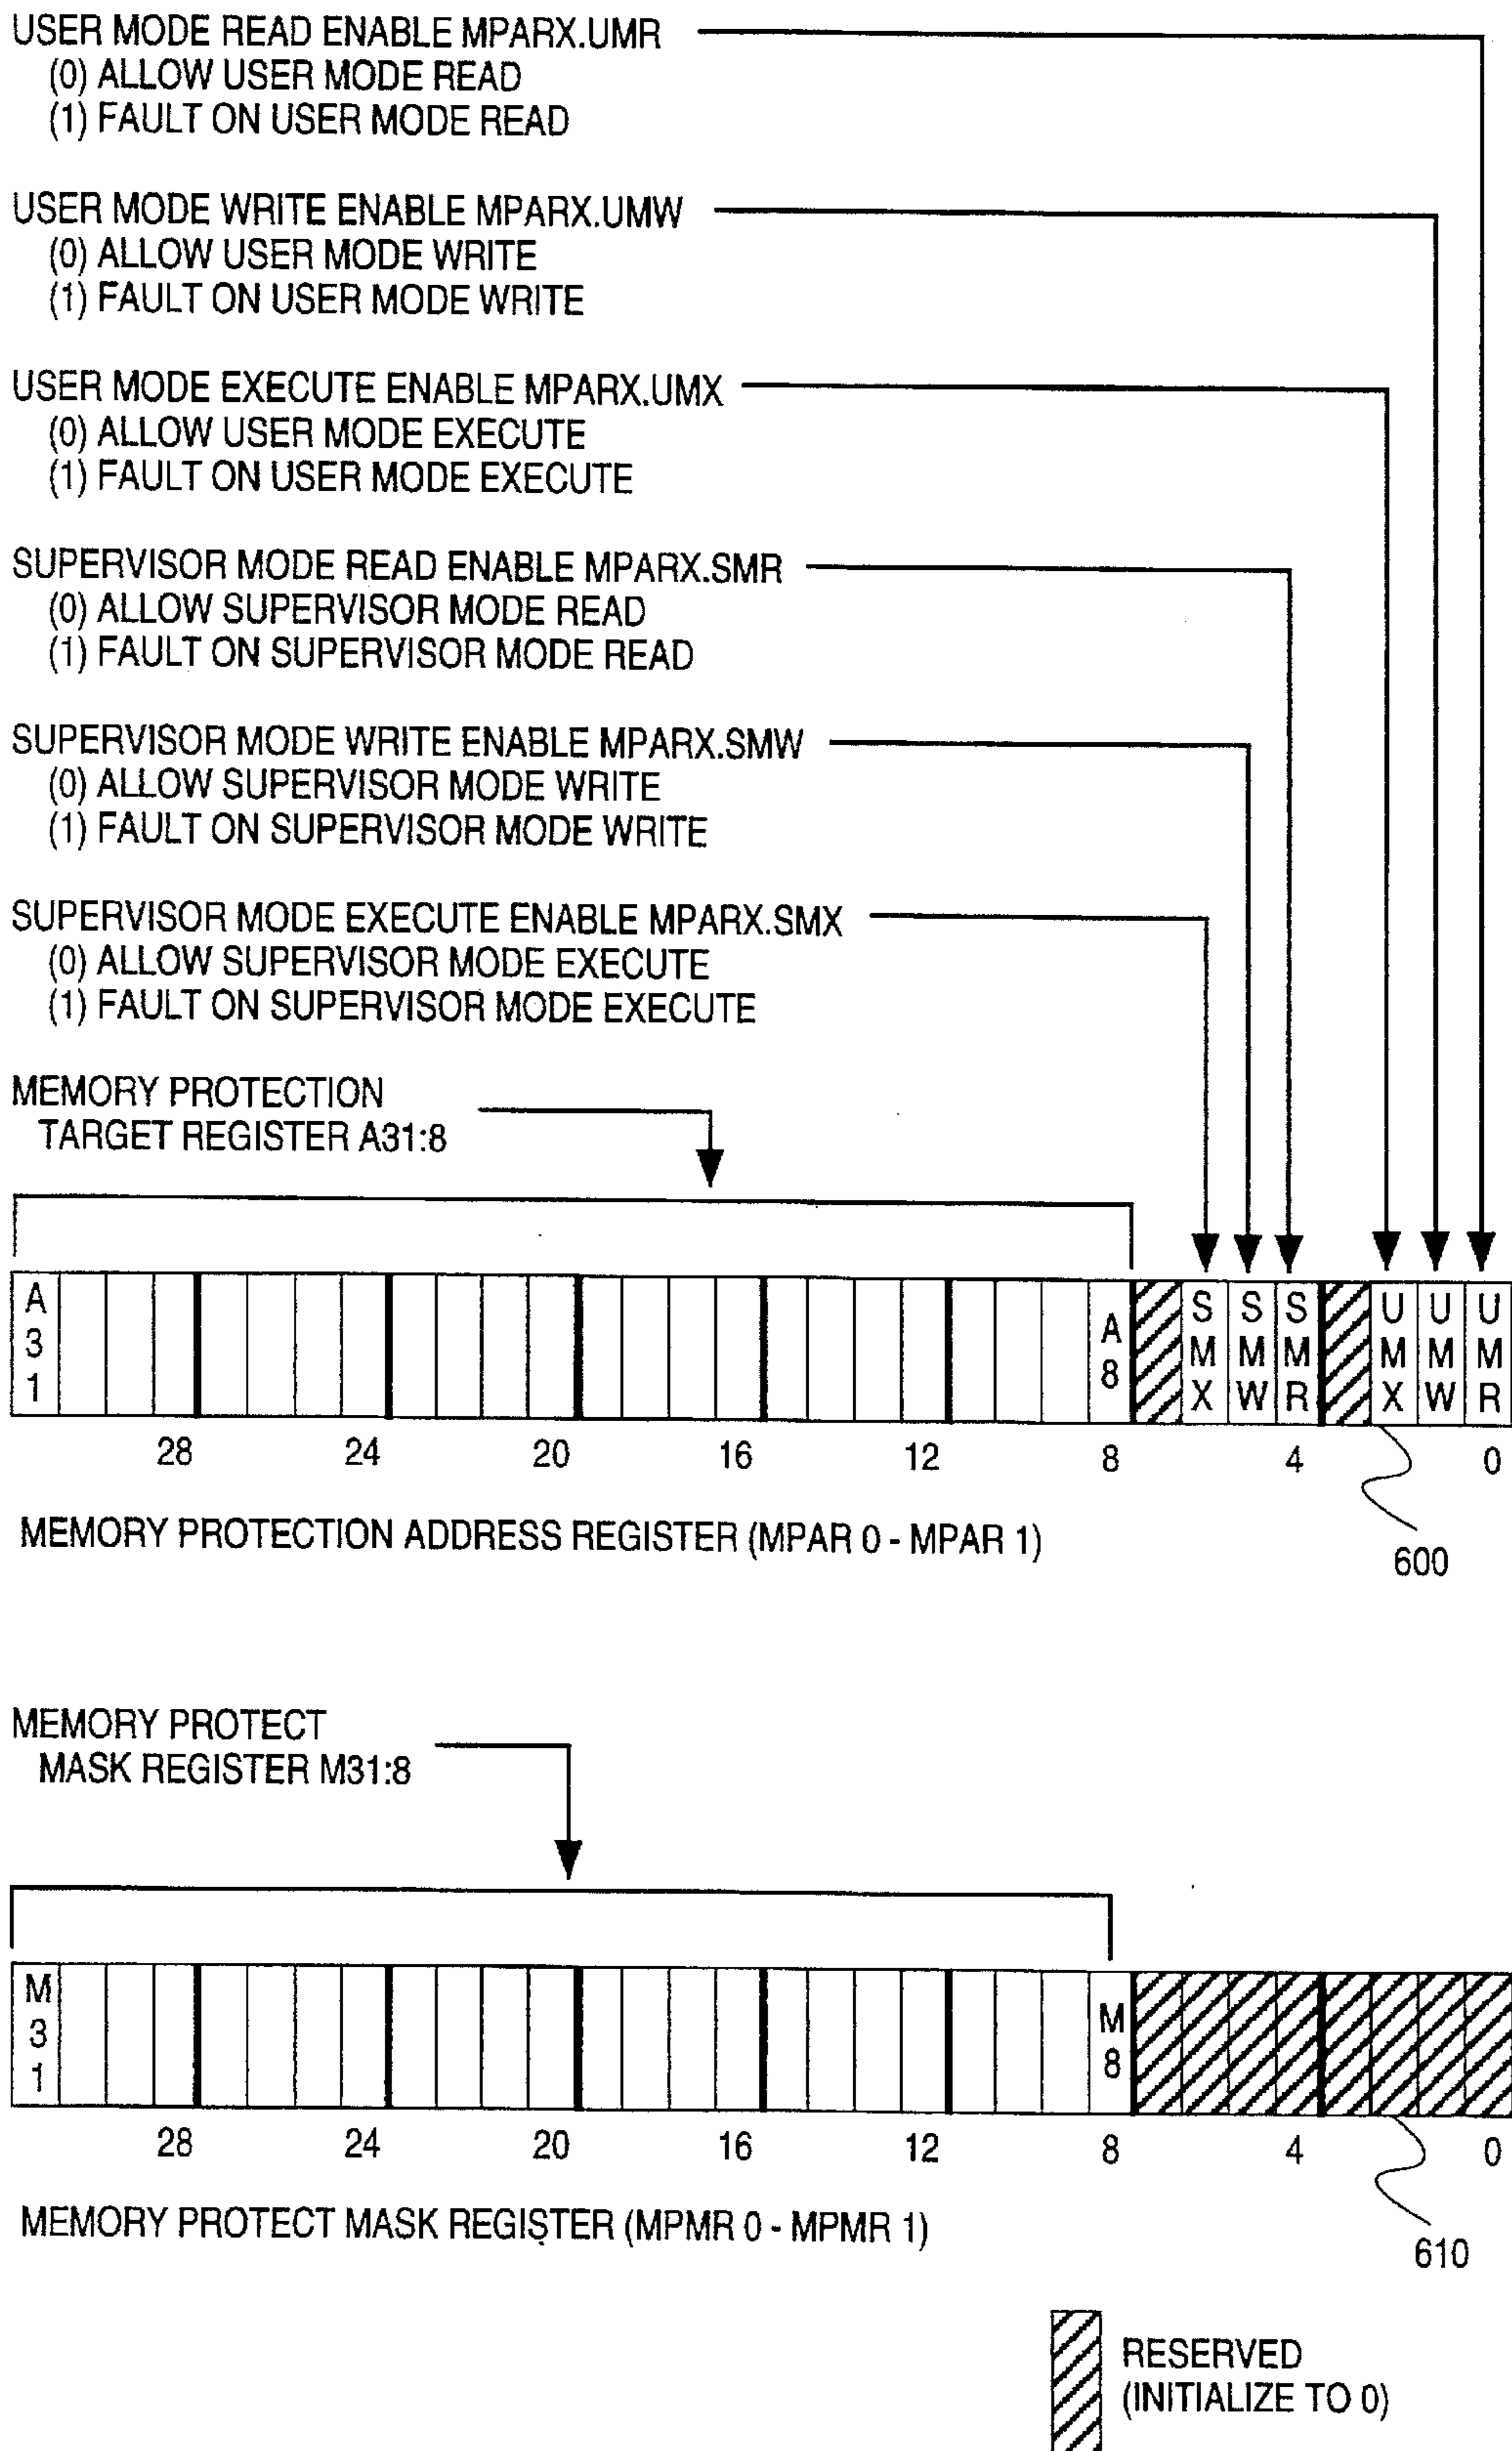 USER MODE READ ENABLE MPARX.UMR
(0) ALLOW USER MODE READ
(1) FAULT ON USER MODE READ
USER MODE WRITE ENABLE MPARX.UMW
(0) ALLOW USER MODE WRITE
(1) FAULT ON USER MODE WRITE
USER MODE EXECUTE ENABLE MPARX.UMX
(0) ALLOW USER MODE EXECUTE
(1) FAULT ON USER MODE EXECUTE
SUPERVISOR MODE READ ENABLE MPARX.SMR
(0) ALLOW SUPERVISOR MODE READ
(1) FAULT ON SUPERVISOR MODE READ
SUPERVISOR MODE WRITE ENABLE MPARX.SMW
(0) ALLOW SUPERVISOR MODE WRITE
(1) FAULT ON SUPERVISOR MODE WRITE
SUPERVISOR MODE EXECUTE ENABLE MPARX.SMX
(0) ALLOW SUPERVISOR MODE EXECUTE
(1) FAULT ON SUPERVISOR MODE EXECUTE
MEMORY PROTECTION
TARGET REGISTER A31:8
A31 A8 SMX SMW SMR UMX UMW UMR
28 24 20 16 12 8 4 0
MEMORY PROTECTION ADDRESS REGISTER (MPAR 0 - MPAR 1)
600
MEMORY PROTECT
MASK REGISTER M31:8
M31 M8
28 24 20 16 12 8 4 0
MEMORY PROTECT MASK REGISTER (MPMR 0 - MPMR 1)
610
RESERVED
(INITIALIZE TO 0)